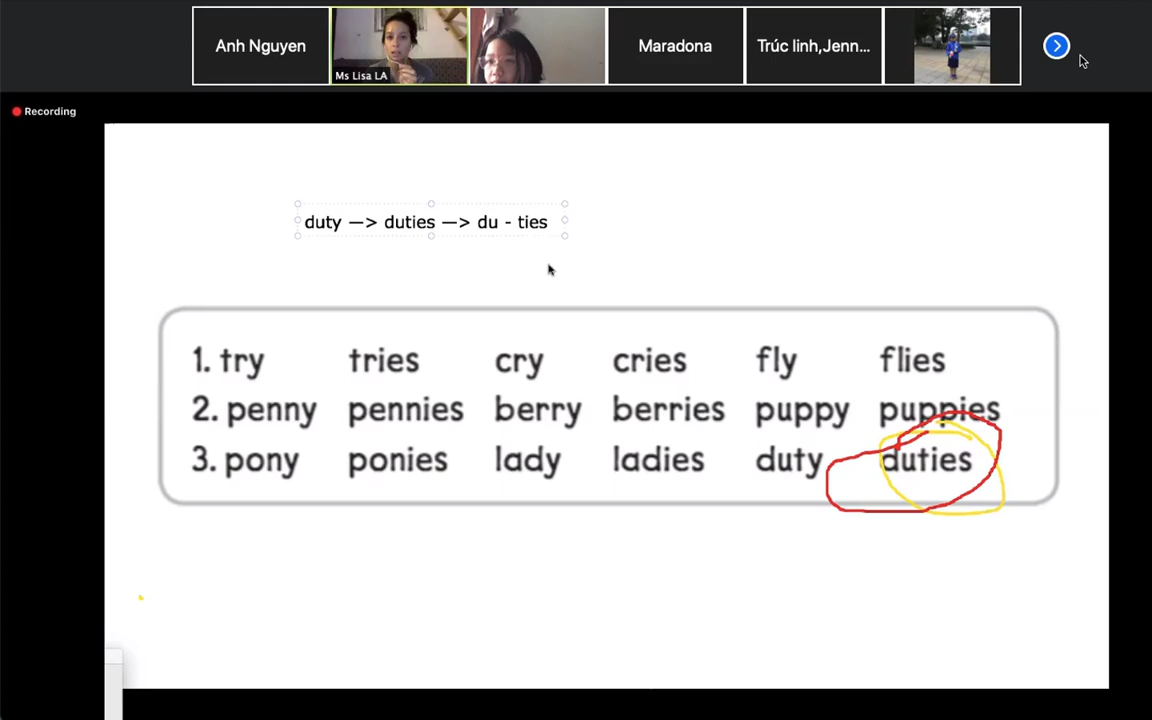 Anh Nguyen
Ms Lisa LA
Maradona
Trúc linh,Jenn...
Recording
duty —> duties —> du - ties
1. try tries cry cries fly flies
2. penny pennies berry berries puppy puppies
3. pony ponies lady ladies duty duties